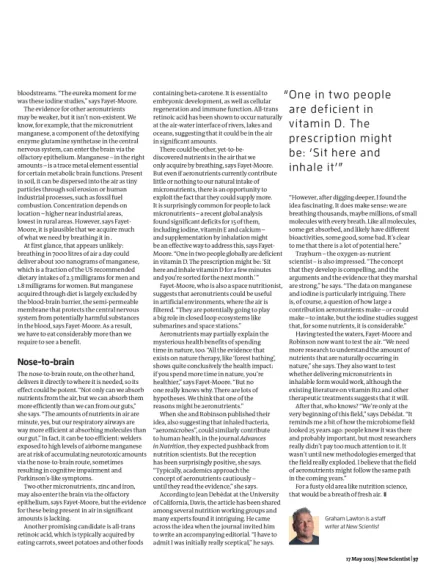 bloodstreams. "The eureka moment for me
was these iodine studies," says Fayet-Moore.
The evidence for other aeronutrients
may be weaker, but it isn't non-existent. We
know, for example, that the micronutrient
manganese, a component of the detoxifying
enzyme glutamine synthetase in the central
nervous system, can enter the brain via the
olfactory epithelium. Manganese – in the right
amounts – is a trace metal element essential
for certain metabolic brain functions. Present
in soil, it can be dispersed into the air as tiny
particles through soil erosion or human
industrial processes, such as fossil fuel
combustion. Concentration depends on
location – higher near industrial areas,
lowest in rural areas. However, says Fayet-
Moore, it is plausible that we acquire much
of what we need by breathing it in.
At first glance, that appear unlikely:
breathing in 7000 litres of air a day could
deliver about 100 nanograms of manganese,
which is a fraction of the US recommended
dietary intakes of 2.3 milligrams for men and
1.8 milligrams for women. But manganese
acquired through diet is largely excluded by
the blood-brain barrier, the semi-permeable
membrane that protects the central nervous
system from potentially harmful substances
in the blood, says Fayet-Moore. As a result,
we have to eat considerably more than we
require to see a benefit.
Nose-to-brain
The nose-to-brain route, on the other hand,
delivers it directly to where it is needed, so its
effect could be potent. "Not only can we absorb
nutrients from the air, but we can absorb them
more efficiently than we can from our guts,"
she says. "The amounts of nutrients in air are
minute, yes, but our respiratory airways are
way more efficient at absorbing molecules than
our gut." In fact, it can be too efficient: welders
exposed to high levels of airborne manganese
are at risk of accumulating neurotoxic amounts
via the nose-to-brain route, sometimes
resulting in cognitive impairment and
Parkinson's-like symptoms.
Two other micronutrients, zinc and iron,
may also enter the brain via the olfactory
epithelium, says Fayet-Moore, but the evidence
for these being present in air in significant
amounts is lacking.
Another promising candidate is all-trans
retinoic acid, which is typically acquired by
eating carrots, sweet potatoes and other foods
containing beta-carotene. It is essential to
embryonic development, as well as cellular
regeneration and immune function. All-trans
retinoic acid has been shown to occur naturally
at the air-water interface of rivers, lakes and
oceans, suggesting that it could be in the air
in significant amounts.
There could be other, yet-to-be-
discovered nutrients in the air that we
only acquire by breathing, says Fayet-Moore.
But even if aeronutrients currently contribute
little or nothing to our natural intake of
micronutrients, there is an opportunity to
exploit the fact that they could supply more.
It is surprisingly common for people to lack
micronutrients – a recent global analysis
found significant deficits for 15 of them,
including iodine, vitamin E and calcium –
and supplementation by inhalation might
be an effective way to address this, says Fayet-
Moore. "One in two people globally are deficient
in vitamin D. The prescription might be: 'Sit
here and inhale vitamin D for a few minutes
and you're sorted for the next month.'"
Fayet-Moore, who is also a space nutritionist,
suggests that aeronutrients could be useful
in artificial environments, where the air is
filtered. "They are potentially going to play
a big role in closed loop ecosystems like
submarines and space stations."
Aeronutrients may partially explain the
mysterious health benefits of spending
time in nature, too. "All the evidence that
exists on nature therapy, like 'forest bathing',
shows quite conclusively the health impact:
if you spend more time in nature, you're
healthier," says Fayet-Moore. "But no
one really knows why. There are lots of
hypotheses. We think that one of the
reasons might be aeronutrients."
When she and Robinson published their
idea, also suggesting that inhaled bacteria,
"aeromicrobes", could similarly contribute
to human health, in the journal Advances
in Nutrition, they expected pushback from
nutrition scientists. But the reception
has been surprisingly positive, she says.
"Typically, academics approach the
concept of aeronutrients cautiously –
until they read the evidence," she says.
According to Jean Debédat at the University
of California, Davis, the article has been shared
among several nutrition working groups and
many experts found it intriguing. He came
across the idea when the journal invited him
to write an accompanying editorial. "I have to
admit I was initially really sceptical," he says.
"One in two people
are deficient in
vitamin D. The
prescription might
be: 'Sit here and
inhale it'"
"However, after digging deeper, I found the
idea fascinating. It does make sense: we are
breathing thousands, maybe millions, of small
molecules with every breath. Like all molecules,
some get absorbed, and likely have different
bioactivities, some good, some bad. It's clear
to me that there is a lot of potential here."
Trayhurn – the oxygen-as-nutrient
scientist – is also impressed. "The concept
that they develop is compelling, and the
arguments and the evidence that they marshal
are strong," he says. "The data on manganese
and iodine is particularly intriguing. There
is, of course, a question of how large a
contribution aeronutrients make – or could
make – to intake, but the iodine studies suggest
that, for some nutrients, it is considerable."
Having tested the waters, Fayet-Moore and
Robinson now want to test the air. "We need
more research to understand the amount of
nutrients that are naturally occurring in
nature," she says. They also want to test
whether delivering micronutrients in
inhalable form would work, although the
existing literature on vitamin B12 and other
therapeutic treatments suggests that it will.
After that, who knows? "We're only at the
very beginning of this field," says Debédat. "It
reminds me a bit of how the microbiome field
looked 25 years ago: people knew it was there
and probably important, but most researchers
really didn't pay too much attention to it. It
wasn't until new methodologies emerged that
the field really exploded. I believe that the field
of aeronutrients might follow the same path
in the coming years."
For a fusty old area like nutrition science,
that would be a breath of fresh air.
Graham Lawton is a staff
writer at New Scientist
17 May 2025 | New Scientist | 37